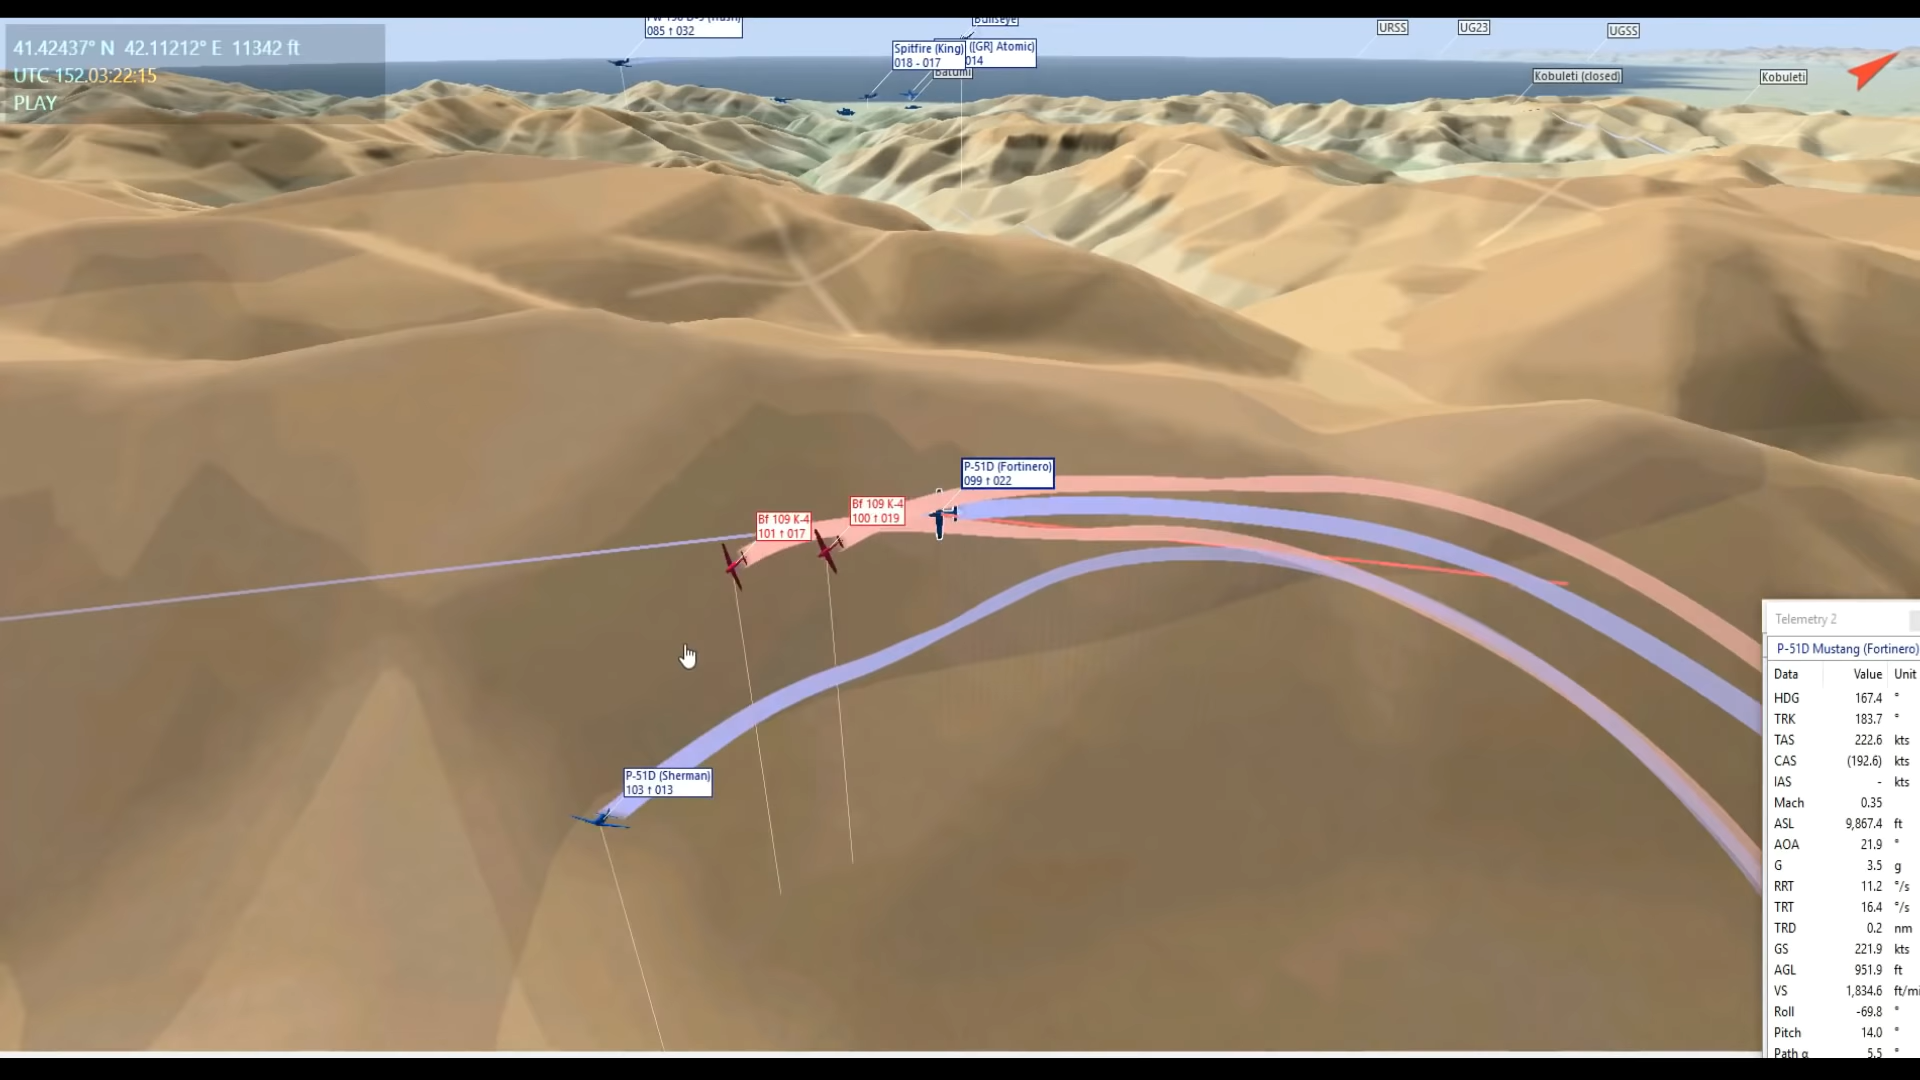 085 ↑ 032
Bullseye
URSS
UG23
UGSS
41.42437° N 42.11212° E 11342 ft
UTC 152.03:22:15
PLAY
Spitfire (King)
018 - 017
([GR] Atomic)
014
Batumi
Kobuleti (closed)
Kobuleti
P-51D (Fortinero)
099 ↑ 022
Bf 109 K-4
100 ↑ 019
Bf 109 K-4
101 ↑ 017
P-51D (Sherman)
103 ↑ 013
Telemetry 2
P-51D Mustang (Fortinero)
Data Value Unit
HDG 167.4 °
TRK 183.7 °
TAS 222.6 kts
CAS (192.6) kts
IAS - kts
Mach 0.35
ASL 9,867.4 ft
AOA 21.9 °
G 3.5 g
RRT 11.2 °/s
TRT 16.4 °/s
TRD 0.2 nm
GS 221.9 kts
AGL 951.9 ft
VS 1,834.6 ft/mi
Roll -69.8 °
Pitch 14.0 °
Path α 5.5 °